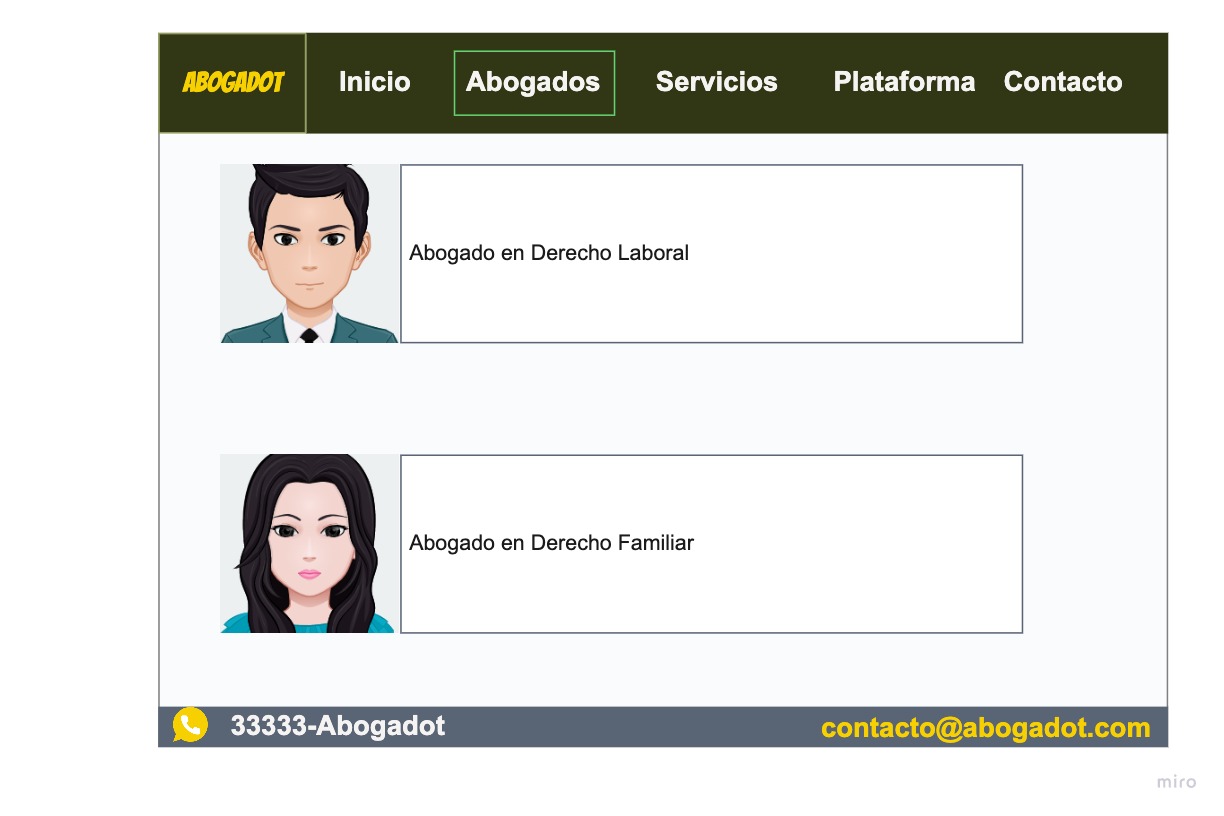 ABOGADOT
Inicio
Abogados
Servicios
Plataforma
Contacto
Abogado en Derecho Laboral
Abogado en Derecho Familiar
33333-Abogadot
contacto@abogadot.com
miro